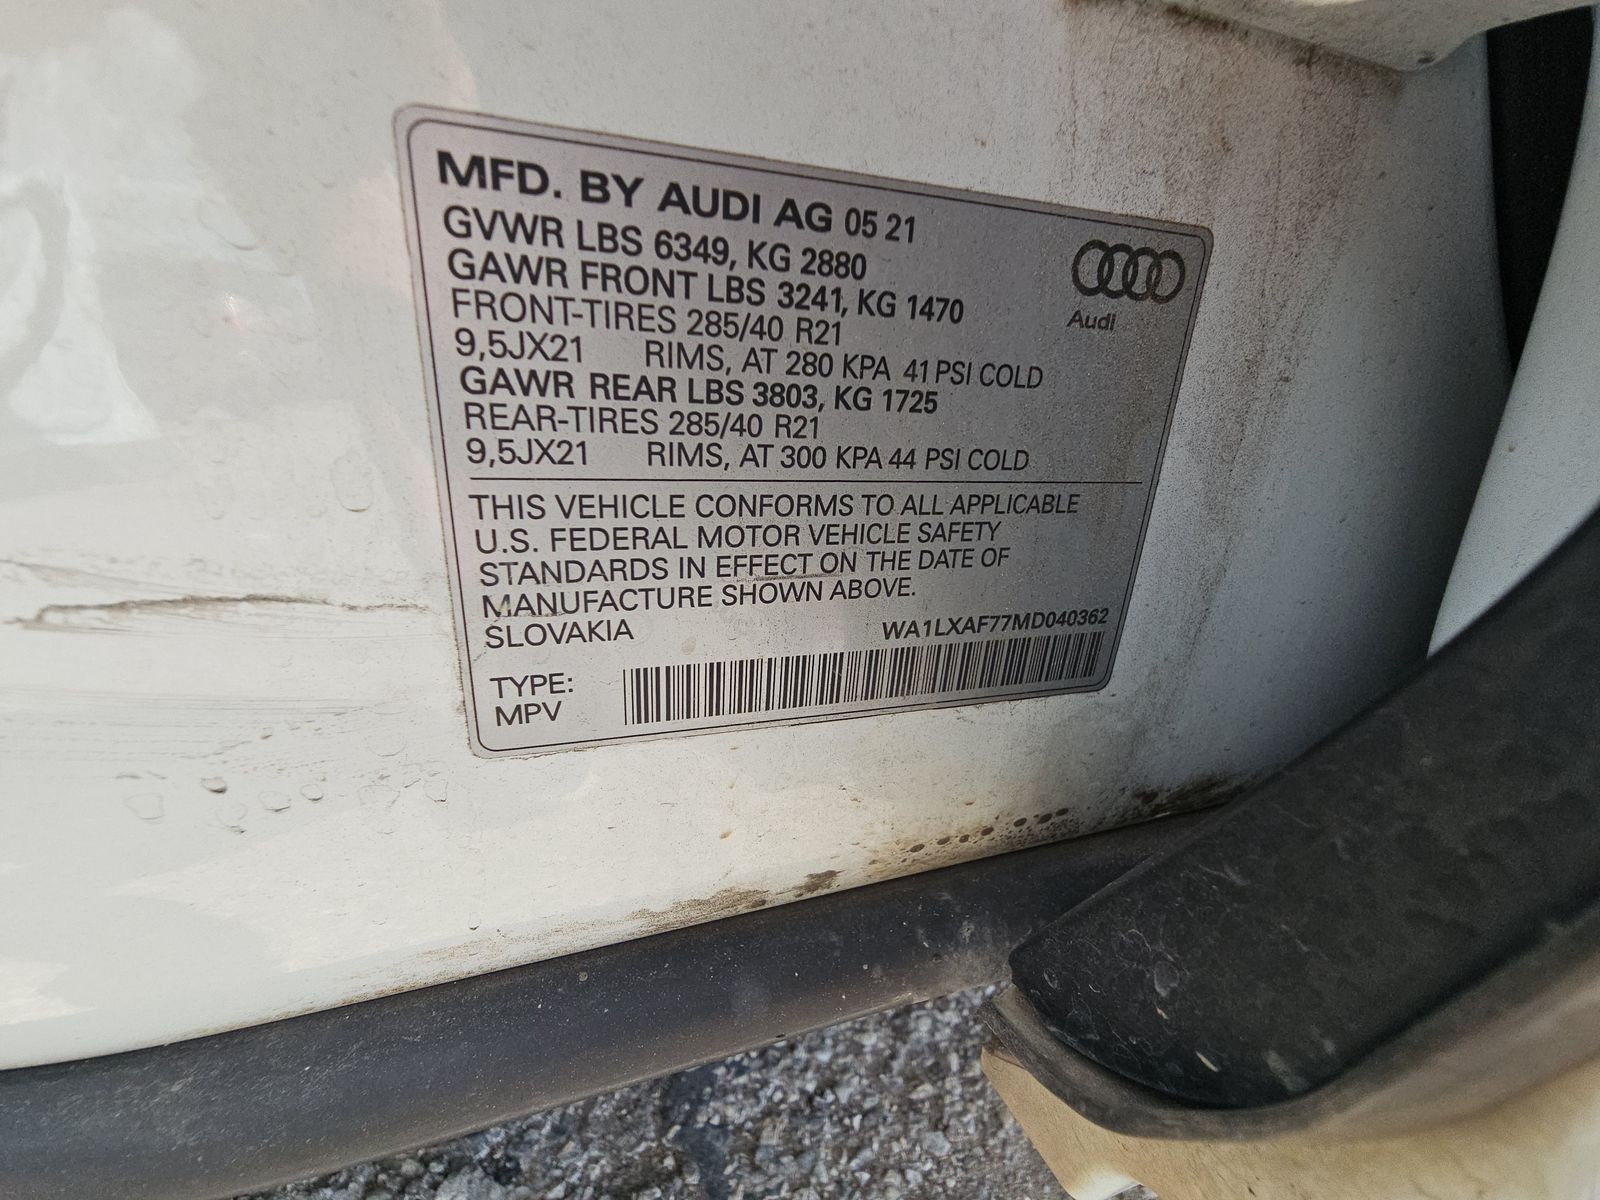 MFD. BY AUDI AG 05 21
GVWR LBS 6349, KG 2880
GAWR FRONT LBS 3241, KG 1470
FRONT-TIRES 285/40 R21
9,5JX21 RIMS, AT 280 KPA 41 PSI COLD
GAWR REAR LBS 3803, KG 1725
REAR-TIRES 285/40 R21
9,5JX21 RIMS, AT 300 KPA 44 PSI COLD
Audi
THIS VEHICLE CONFORMS TO ALL APPLICABLE
U.S. FEDERAL MOTOR VEHICLE SAFETY
STANDARDS IN EFFECT ON THE DATE OF
MANUFACTURE SHOWN ABOVE.
SLOVAKIA WA1LXAF77MD040362
TYPE:
MPV